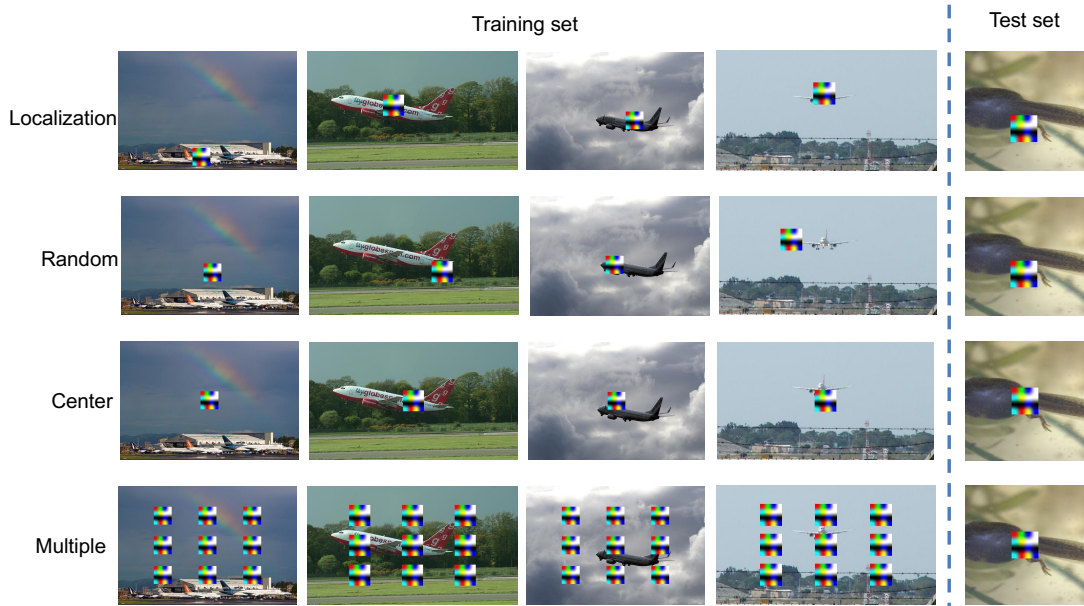 Training set
Test set
Localization
Random
Center
Multiple